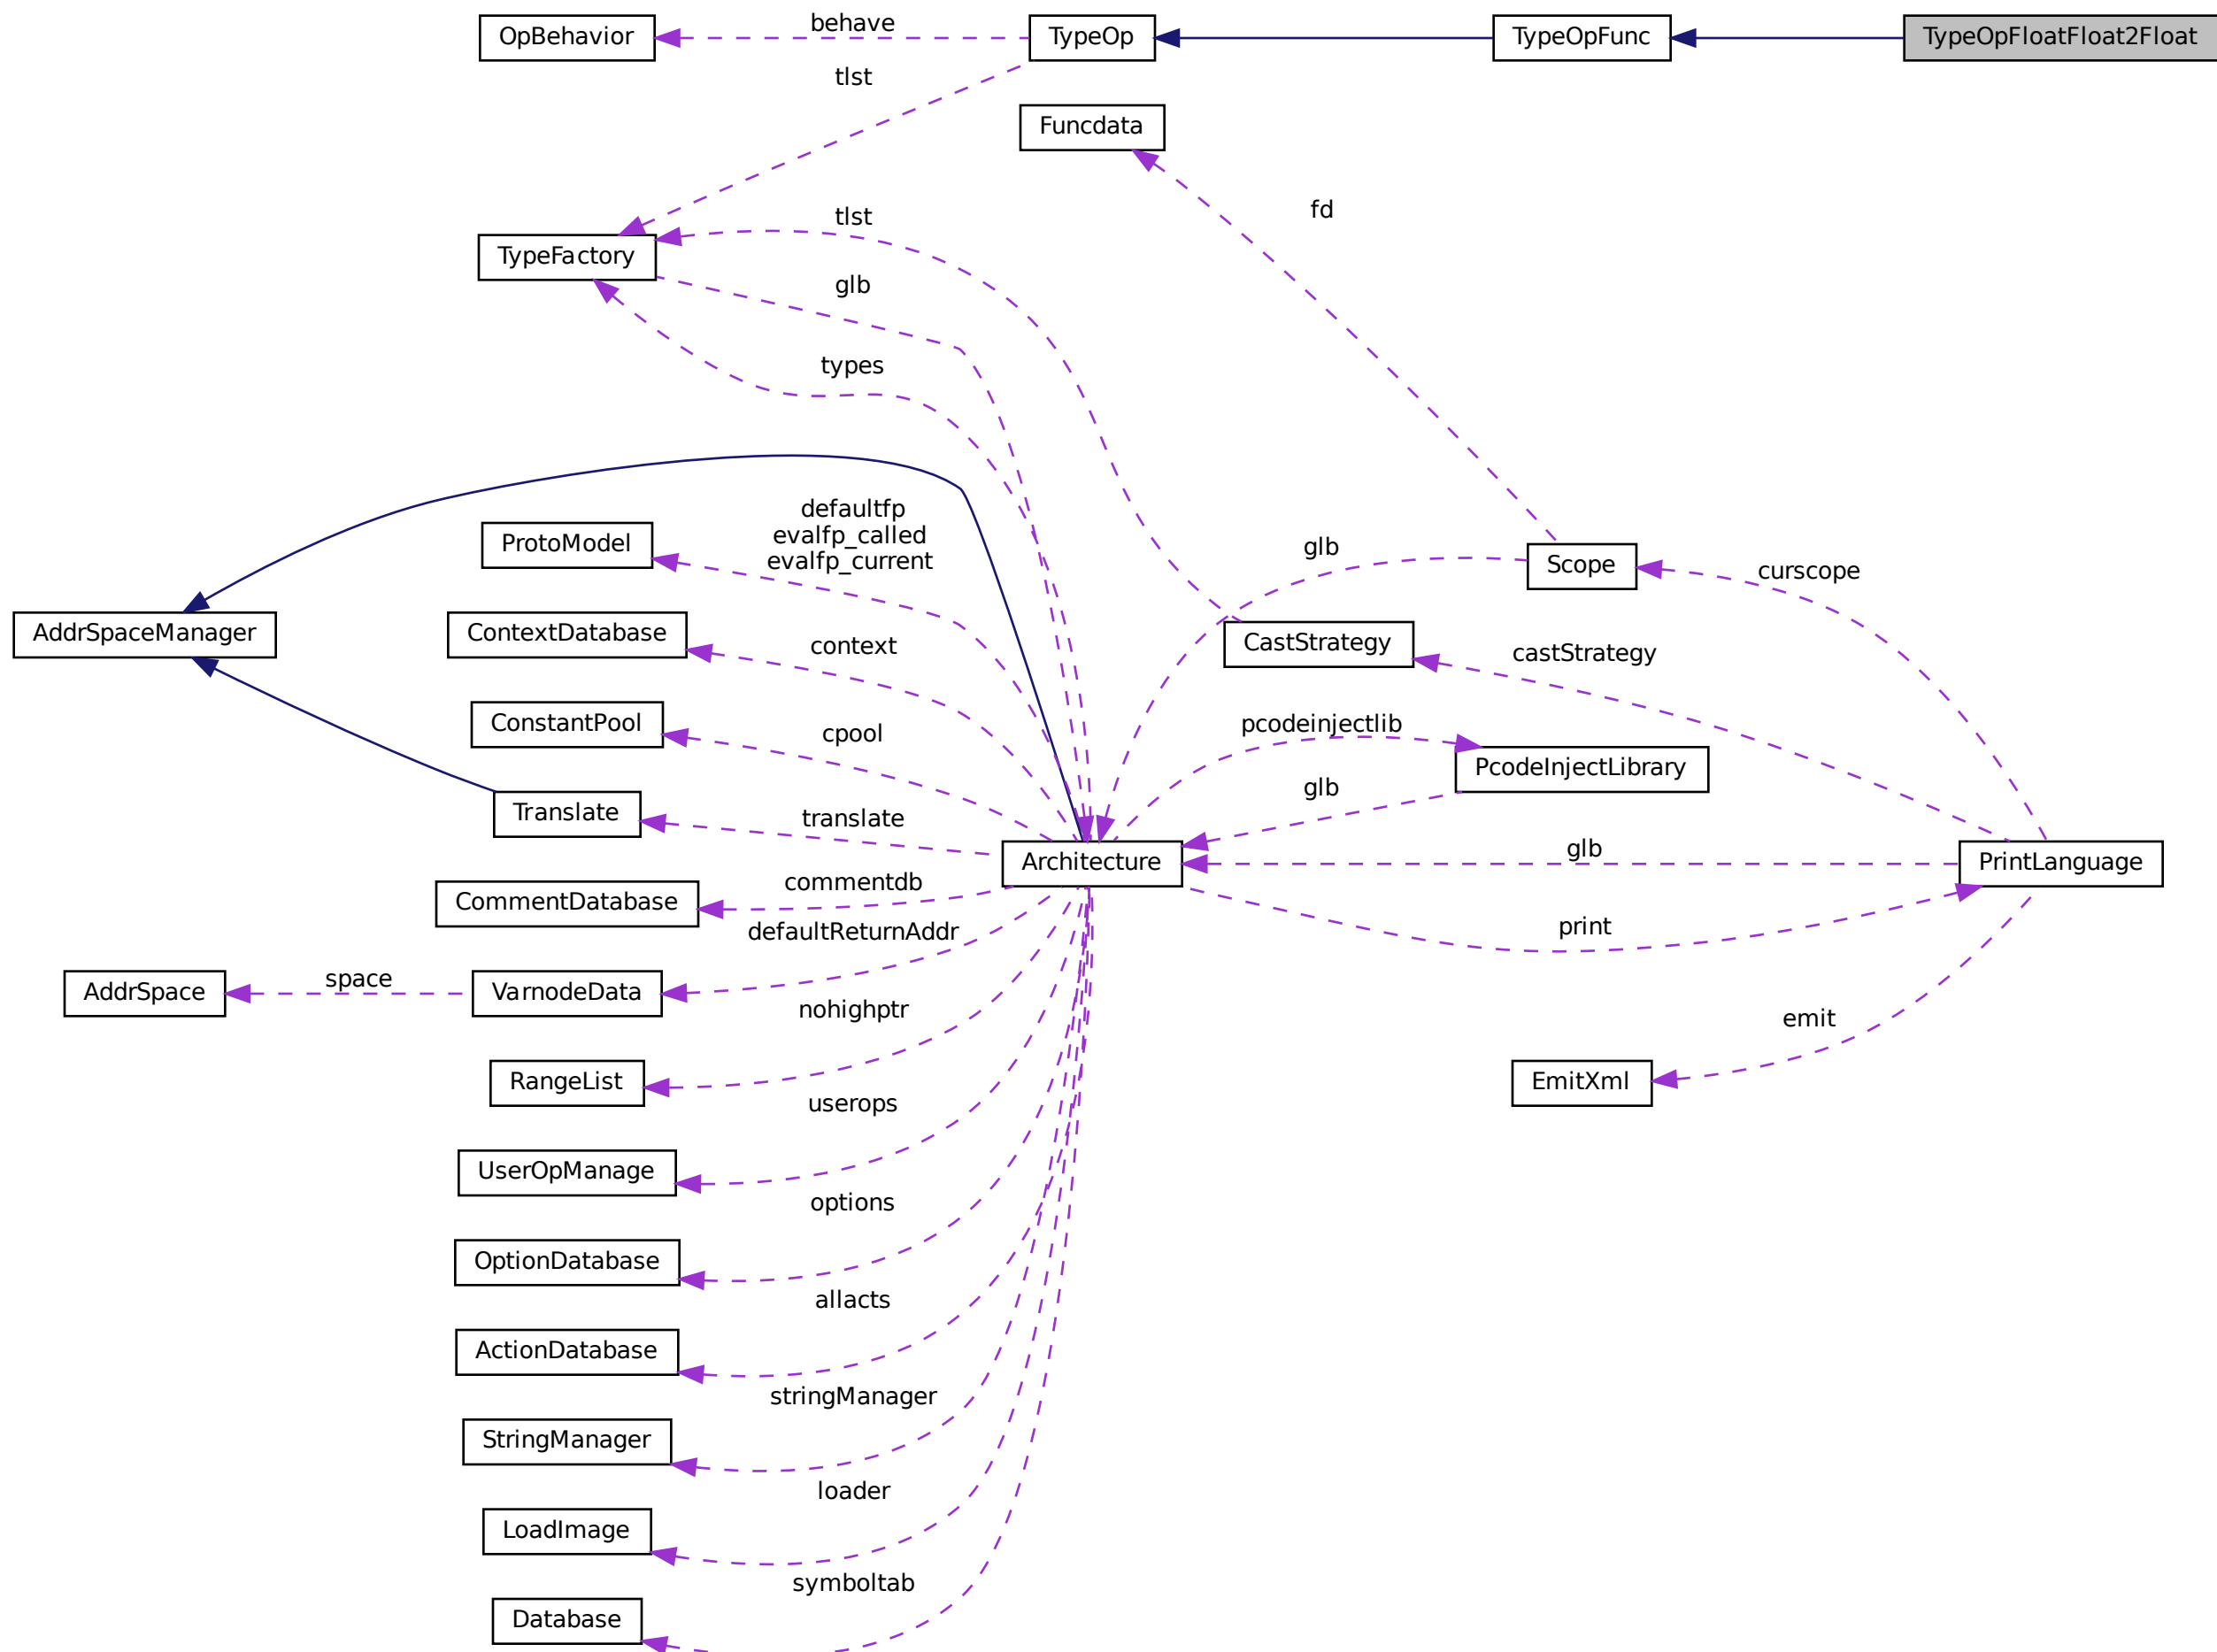 OpBehavior
behave
TypeOp
TypeOpFunc
TypeOpFloatFloat2Float
tlst
Funcdata
tlst
fd
TypeFactory
glb
types
defaultfp
evalfp_called
evalfp_current
ProtoModel
glb
Scope
curscope
AddrSpaceManager
ContextDatabase
context
CastStrategy
castStrategy
ConstantPool
cpool
pcodeinjectlib
PcodeInjectLibrary
glb
Translate
translate
Architecture
glb
PrintLanguage
CommentDatabase
commentdb
print
defaultReturnAddr
AddrSpace
space
VarnodeData
nohighptr
emit
RangeList
EmitXml
userops
UserOpManage
options
OptionDatabase
allacts
ActionDatabase
stringManager
StringManager
loader
LoadImage
symboltab
Database